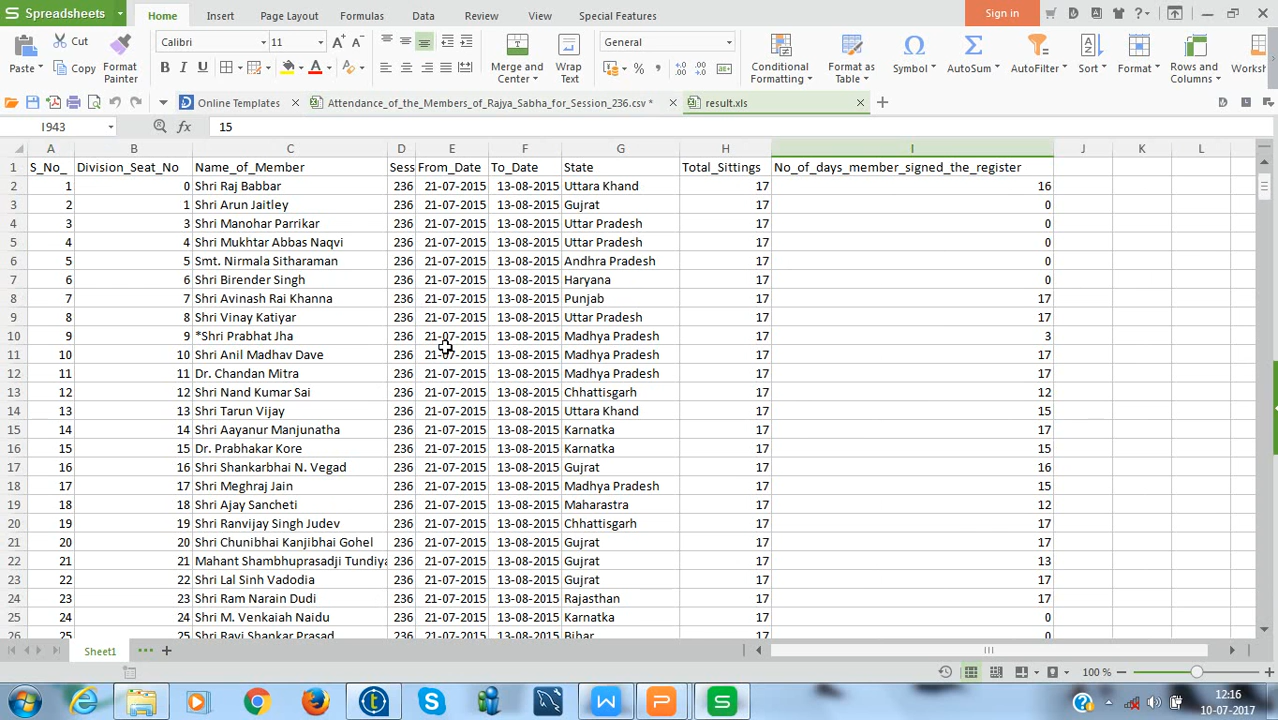 Spreadsheets Home Insert Page Layout Formulas Data Review View Special Features Sign in
Cut Calibri 11 General
Paste Copy Format Painter Merge and Center Wrap Text Conditional Formatting Format as Table Symbol AutoSum AutoFilter Sort Format Rows and Columns Worksh
Online Templates Attendance_of_the_Members_of_Rajya_Sabha_for_Session_236.csv * result.xls
I943 fx 15
A B C D E F G H I J K L
1 S_No_ Division_Seat_No Name_of_Member Sess From_Date To_Date State Total_Sittings No_of_days_member_signed_the_register
2 1 0 Shri Raj Babbar 236 21-07-2015 13-08-2015 Uttara Khand 17 16
3 2 1 Shri Arun Jaitley 236 21-07-2015 13-08-2015 Gujrat 17 0
4 3 3 Shri Manohar Parrikar 236 21-07-2015 13-08-2015 Uttar Pradesh 17 0
5 4 4 Shri Mukhtar Abbas Naqvi 236 21-07-2015 13-08-2015 Uttar Pradesh 17 0
6 5 5 Smt. Nirmala Sitharaman 236 21-07-2015 13-08-2015 Andhra Pradesh 17 0
7 6 6 Shri Birender Singh 236 21-07-2015 13-08-2015 Haryana 17 0
8 7 7 Shri Avinash Rai Khanna 236 21-07-2015 13-08-2015 Punjab 17 17
9 8 8 Shri Vinay Katiyar 236 21-07-2015 13-08-2015 Uttar Pradesh 17 17
10 9 9 *Shri Prabhat Jha 236 21-07-2015 13-08-2015 Madhya Pradesh 17 3
11 10 10 Shri Anil Madhav Dave 236 21-07-2015 13-08-2015 Madhya Pradesh 17 17
12 11 11 Dr. Chandan Mitra 236 21-07-2015 13-08-2015 Madhya Pradesh 17 17
13 12 12 Shri Nand Kumar Sai 236 21-07-2015 13-08-2015 Chhattisgarh 17 12
14 13 13 Shri Tarun Vijay 236 21-07-2015 13-08-2015 Uttara Khand 17 15
15 14 14 Shri Aayanur Manjunatha 236 21-07-2015 13-08-2015 Karnatka 17 17
16 15 15 Dr. Prabhakar Kore 236 21-07-2015 13-08-2015 Karnatka 17 15
17 16 16 Shri Shankarbhai N. Vegad 236 21-07-2015 13-08-2015 Gujrat 17 16
18 17 17 Shri Meghraj Jain 236 21-07-2015 13-08-2015 Madhya Pradesh 17 15
19 18 18 Shri Ajay Sancheti 236 21-07-2015 13-08-2015 Maharastra 17 12
20 19 19 Shri Ranvijay Singh Judev 236 21-07-2015 13-08-2015 Chhattisgarh 17 17
21 20 20 Shri Chunibhai Kanjibhai Gohel 236 21-07-2015 13-08-2015 Gujrat 17 17
22 21 21 Mahant Shambhuprasadji Tundiya 236 21-07-2015 13-08-2015 Gujrat 17 13
23 22 22 Shri Lal Sinh Vadodia 236 21-07-2015 13-08-2015 Gujrat 17 17
24 23 23 Shri Ram Narain Dudi 236 21-07-2015 13-08-2015 Rajasthan 17 17
25 24 24 Shri M. Venkaiah Naidu 236 21-07-2015 13-08-2015 Karnatka 17 0
26 25 25 Shri Ravi Shankar Prasad 236 21-07-2015 13-08-2015 Bihar 17 0
Sheet1
100 %
12:16
10-07-2017